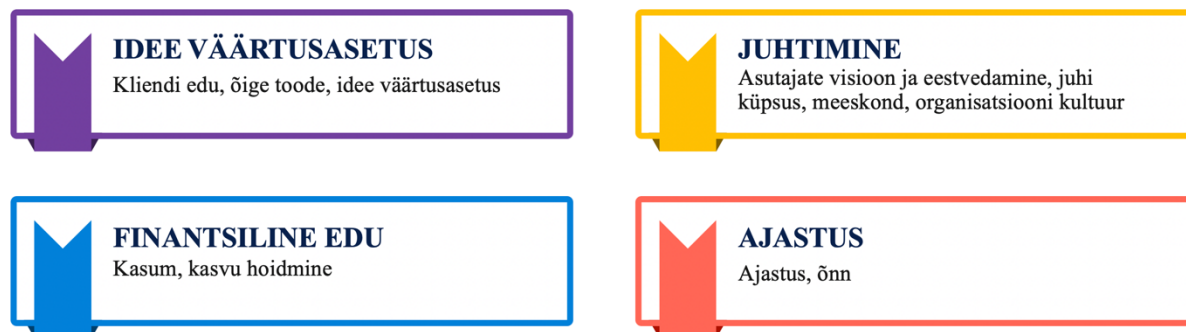 IDEE VÄÄRTUSASETUS
Kliendi edu, õige toode, idee väärtusasetus
JUHTIMINE
Asutajate visioon ja eestvedamine, juhi
küpsus, meeskond, organisatsiooni kultuur
FINANTSILINE EDU
Kasum, kasvu hoidmine
AJASTUS
Ajastus, õnn